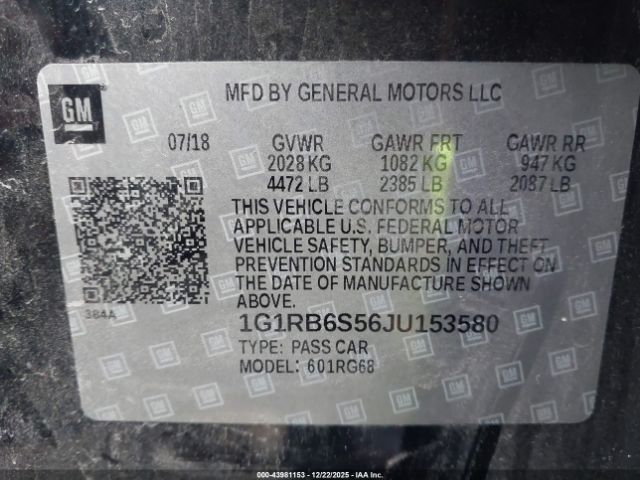 GM
MFD BY GENERAL MOTORS LLC
07/18 GVWR GAWR FRT GAWR RR
2028 KG 1082 KG 947 KG
4472 LB 2385 LB 2087 LB
THIS VEHICLE CONFORMS TO ALL
APPLICABLE U.S. FEDERAL MOTOR
VEHICLE SAFETY, BUMPER, AND THEFT
PREVENTION STANDARDS IN EFFECT ON
THE DATE OF MANUFACTURE SHOWN
ABOVE.
384A
1G1RB6S56JU153580
TYPE: PASS CAR
MODEL: 601RG68
© 000-43981153 - 12/22/2025 - IAA Inc.